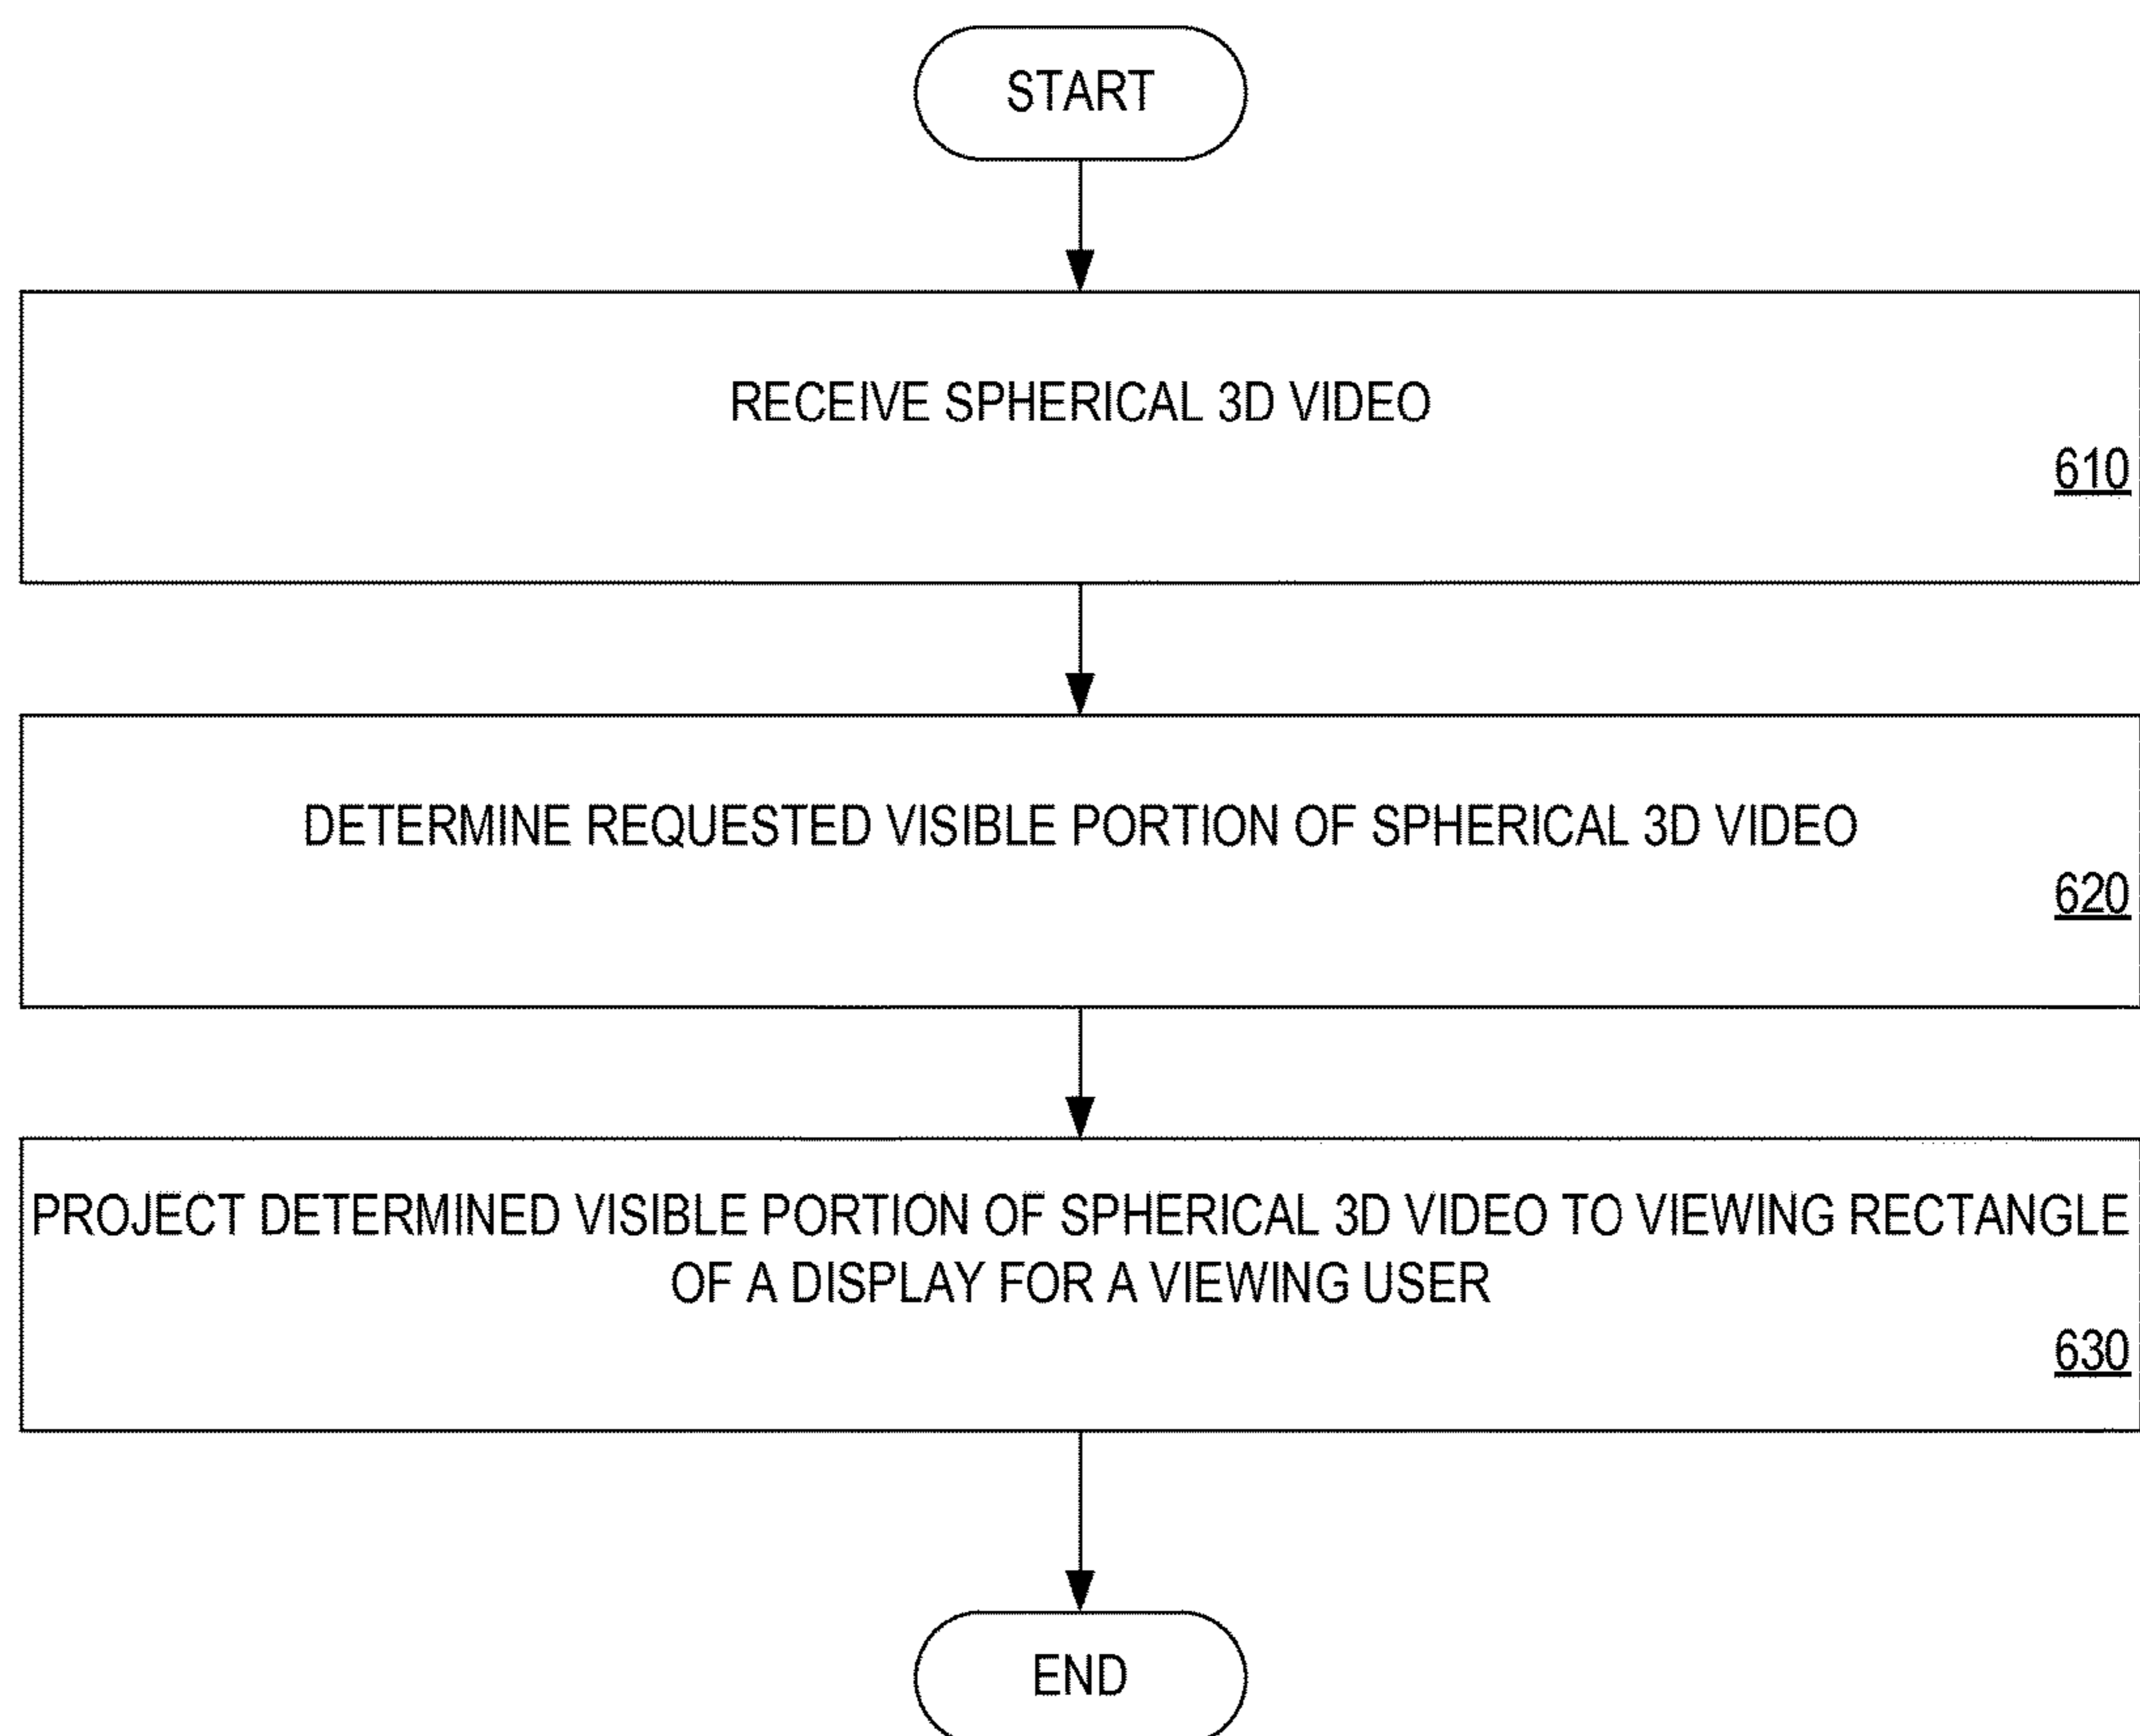 START
RECEIVE SPHERICAL 3D VIDEO
610
DETERMINE REQUESTED VISIBLE PORTION OF SPHERICAL 3D VIDEO
620
PROJECT DETERMINED VISIBLE PORTION OF SPHERICAL 3D VIDEO TO VIEWING RECTANGLE
OF A DISPLAY FOR A VIEWING USER
630
END